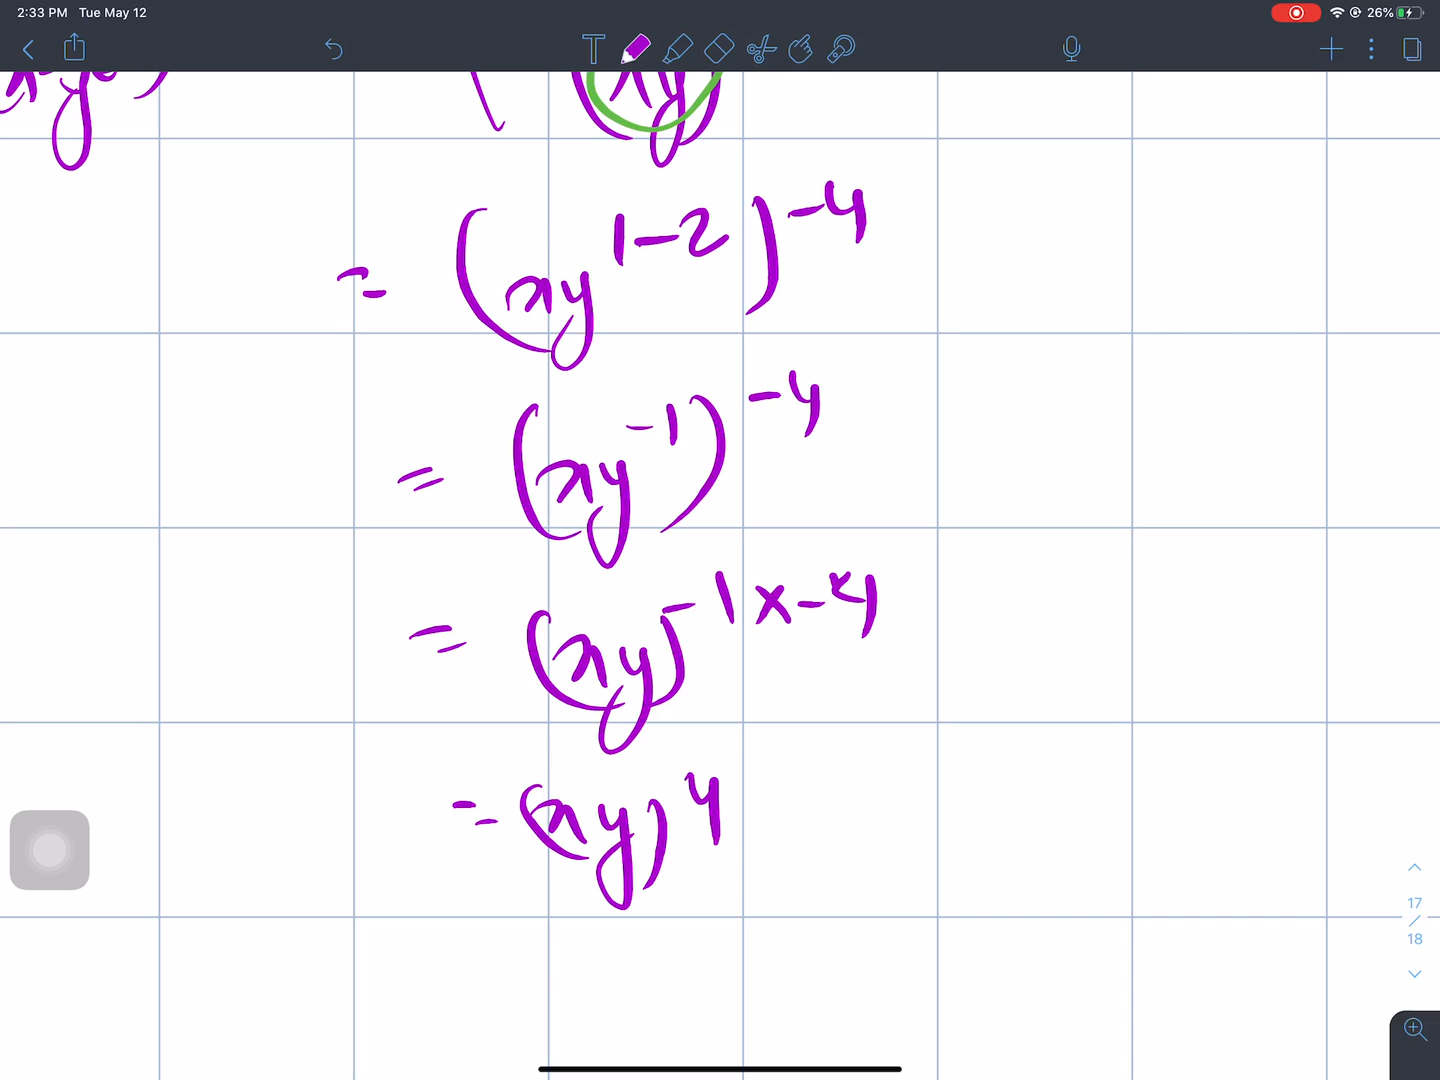 2:33 PM Tue May 12
26%
T
(xy
= (xy^1-2)^-4
= (xy^-1)^-4
= (xy)^-1x-4
= (xy)^4
17
/
18